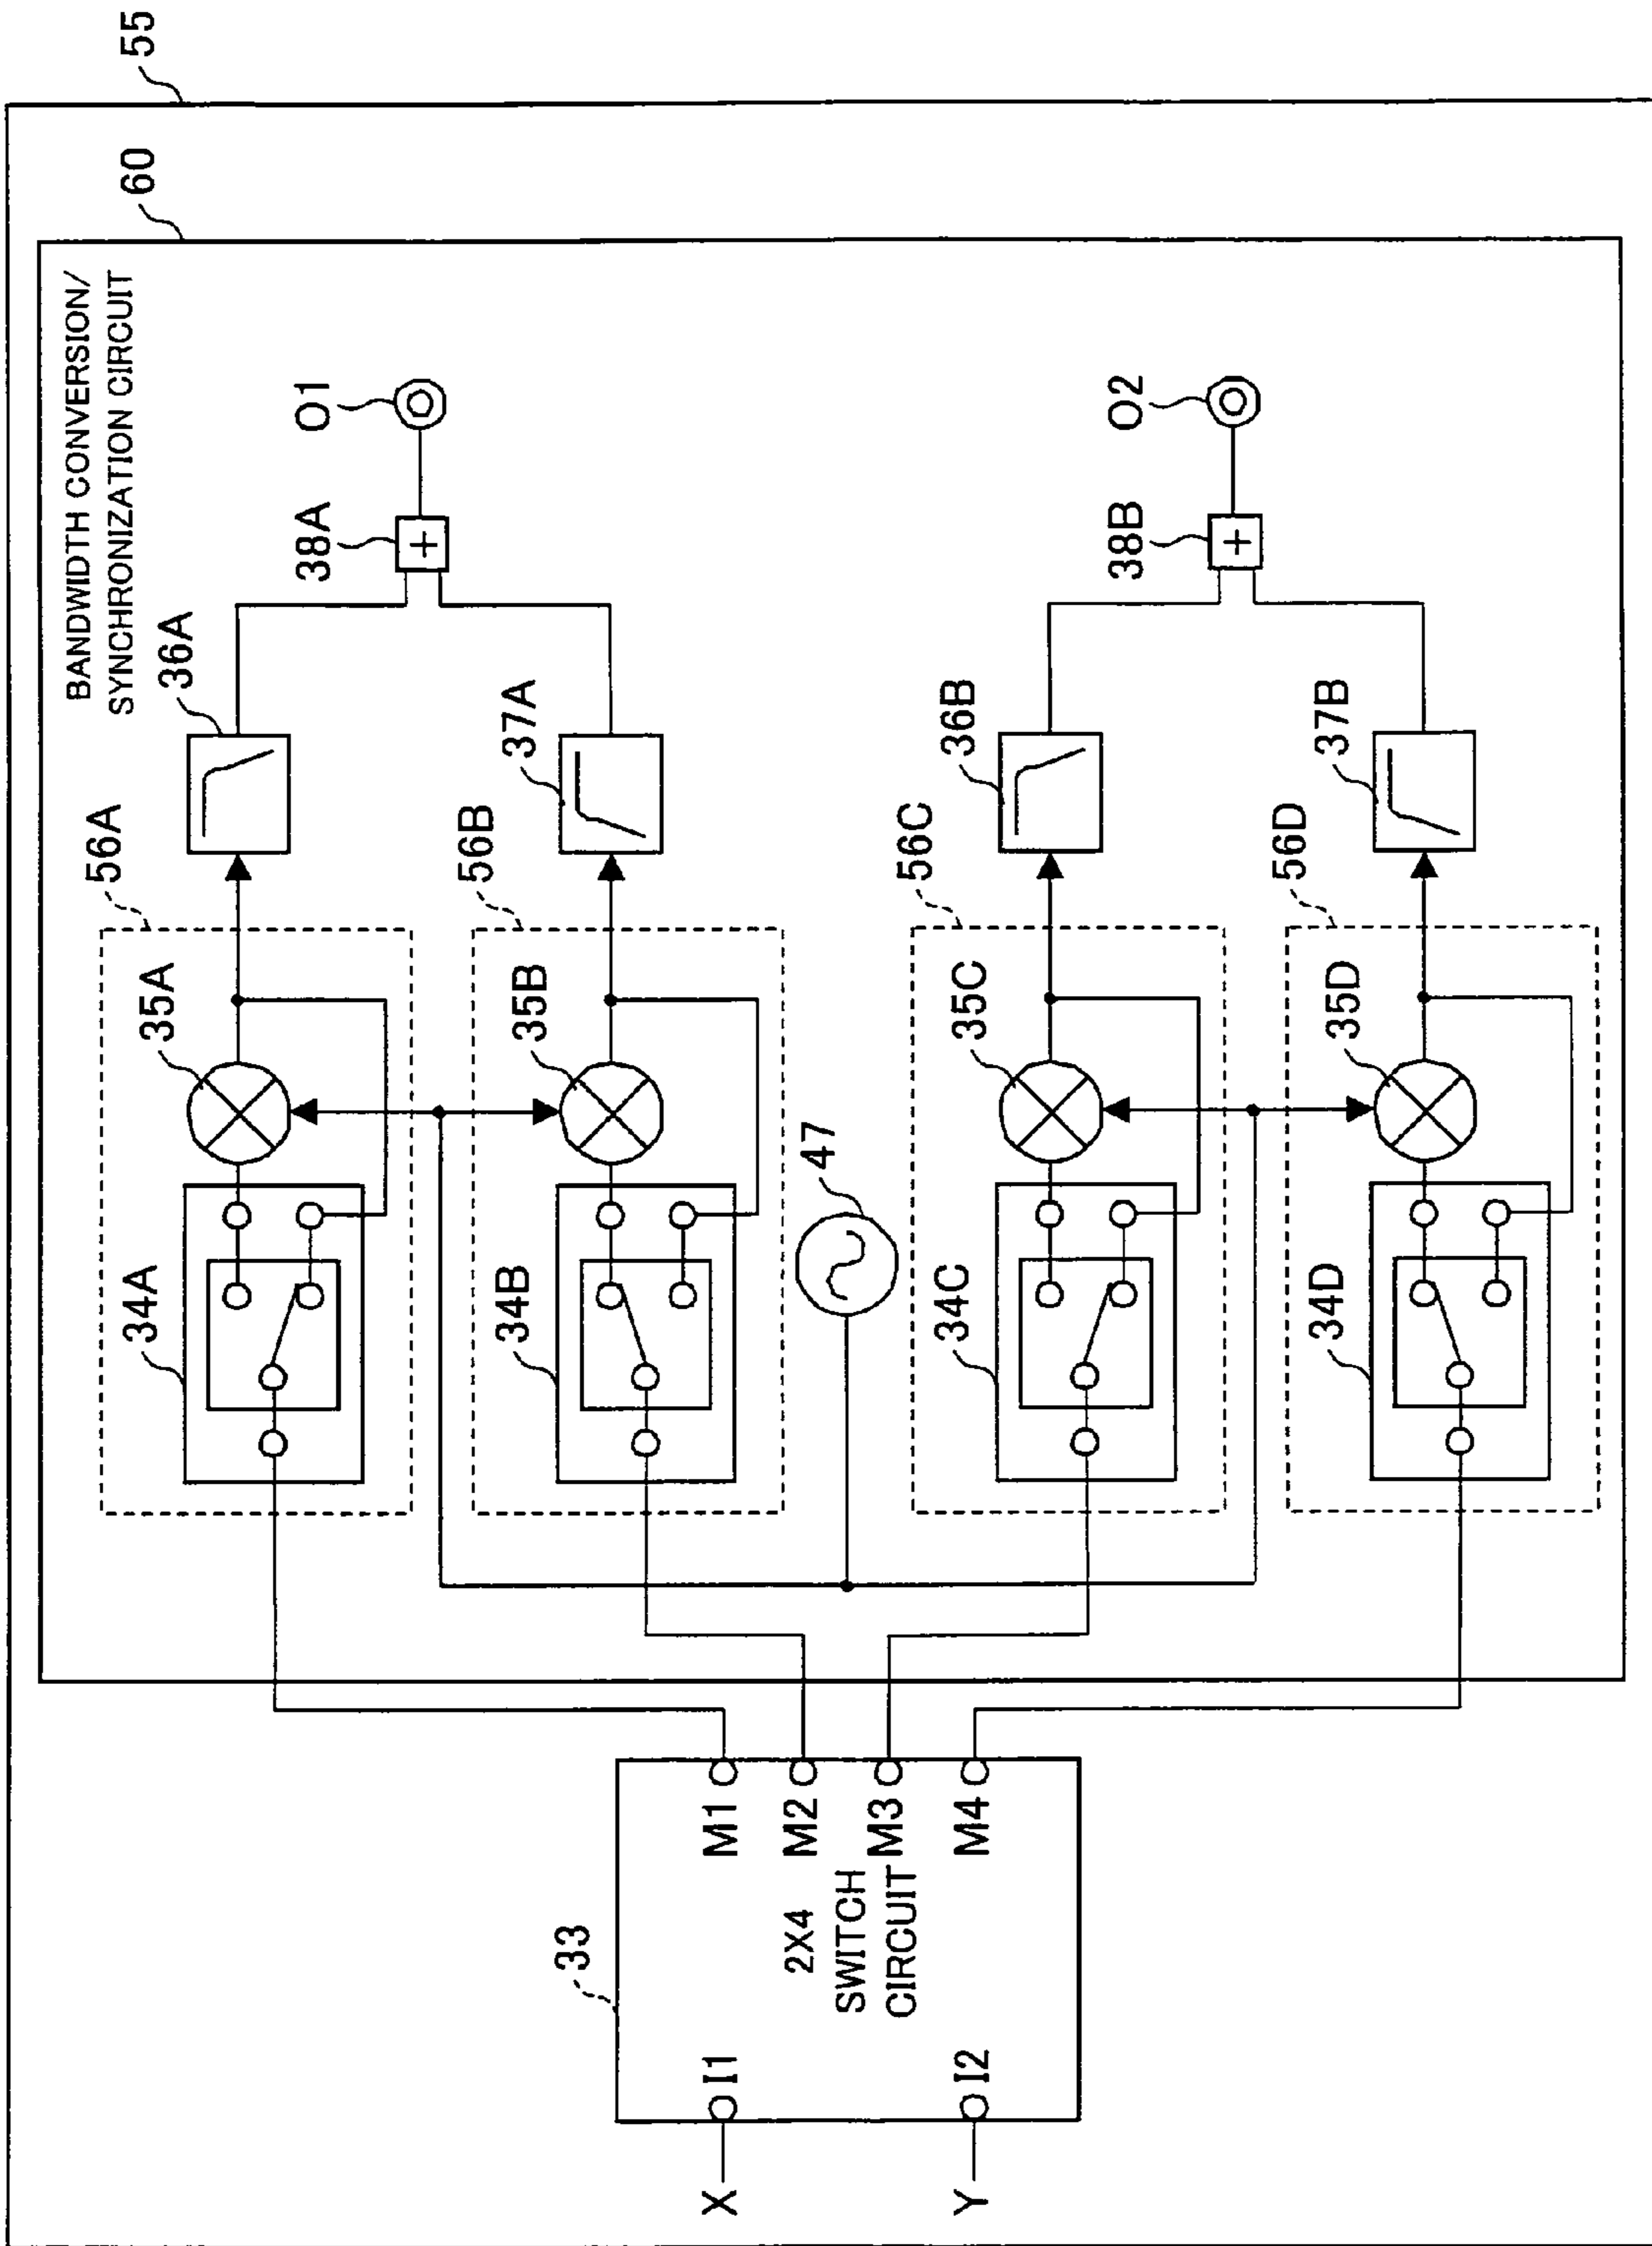 55
60
BANDWIDTH CONVERSION/
SYNCHRONIZATION CIRCUIT
56A
34A
35A
36A
38A
O1
56B
34B
35B
37A
47
56C
34C
35C
36B
38B
O2
56D
34D
35D
37B
33
X
I1
Y
I2
2X4
SWITCH
CIRCUIT
M1
M2
M3
M4